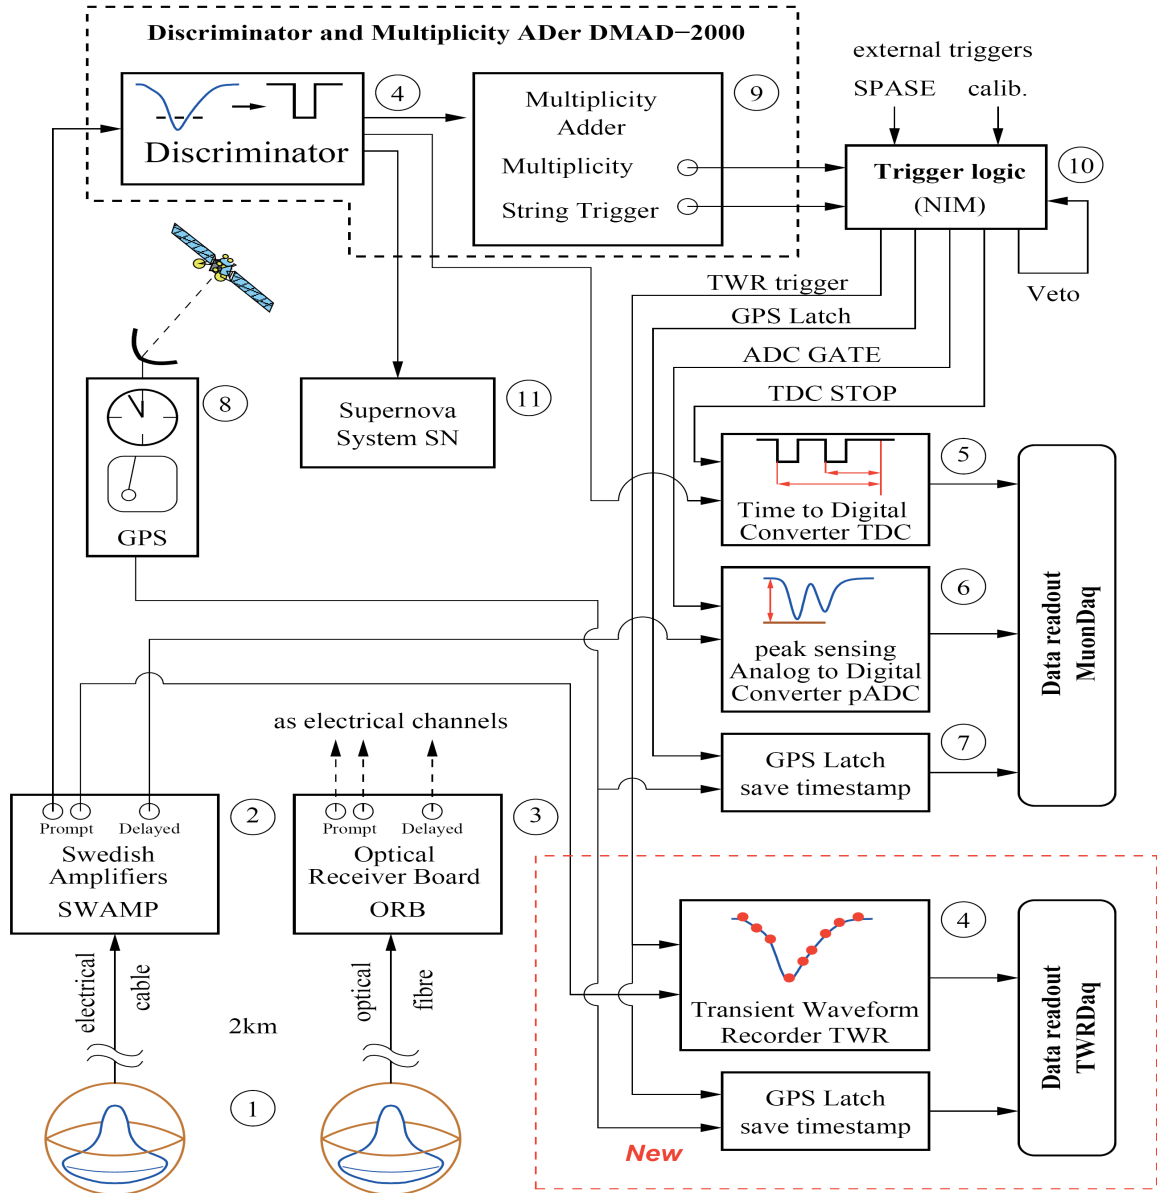 Discriminator and Multiplicity ADer DMAD−2000
external triggers
SPASE
calib.
4
9
Multiplicity
Adder
Discriminator
Multiplicity
String Trigger
Trigger logic
(NIM)
10
TWR trigger
GPS Latch
ADC GATE
TDC STOP
Veto
8
GPS
11
Supernova
System SN
5
Time to Digital
Converter TDC
6
peak sensing
Analog to Digital
Converter pADC
7
GPS Latch
save timestamp
Data readout
MuonDaq
as electrical channels
2
Prompt
Delayed
Swedish
Amplifiers
SWAMP
3
Prompt
Delayed
Optical
Receiver Board
ORB
electrical
cable
optical
fibre
2km
1
4
Transient Waveform
Recorder TWR
GPS Latch
save timestamp
Data readout
TWRDaq
New